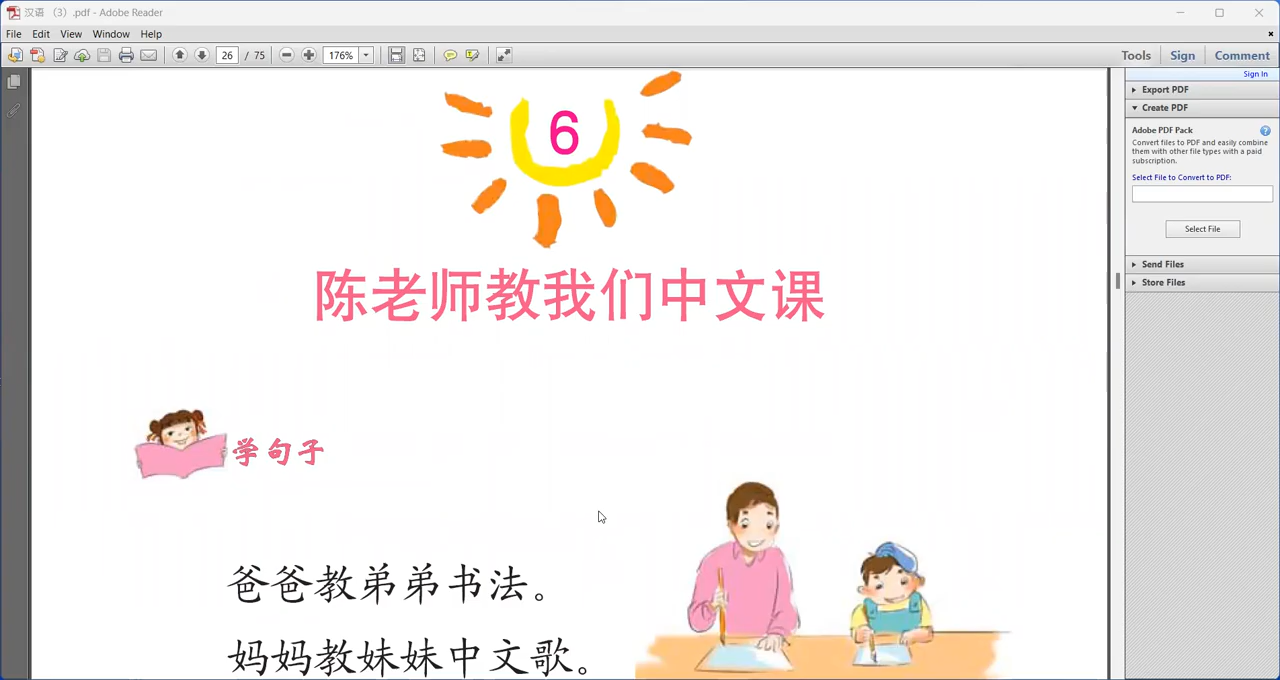 汉语 （3）.pdf - Adobe Reader
File Edit View Window Help
26 / 75 176% Tools Sign Comment
Sign In
Export PDF
Create PDF
Adobe PDF Pack
Convert files to PDF and easily combine
them with other file types with a paid
subscription.
Select File to Convert to PDF:
Select File
Send Files
Store Files
6
陈老师教我们中文课
学句子
爸爸教弟弟书法。
妈妈教妹妹中文歌。